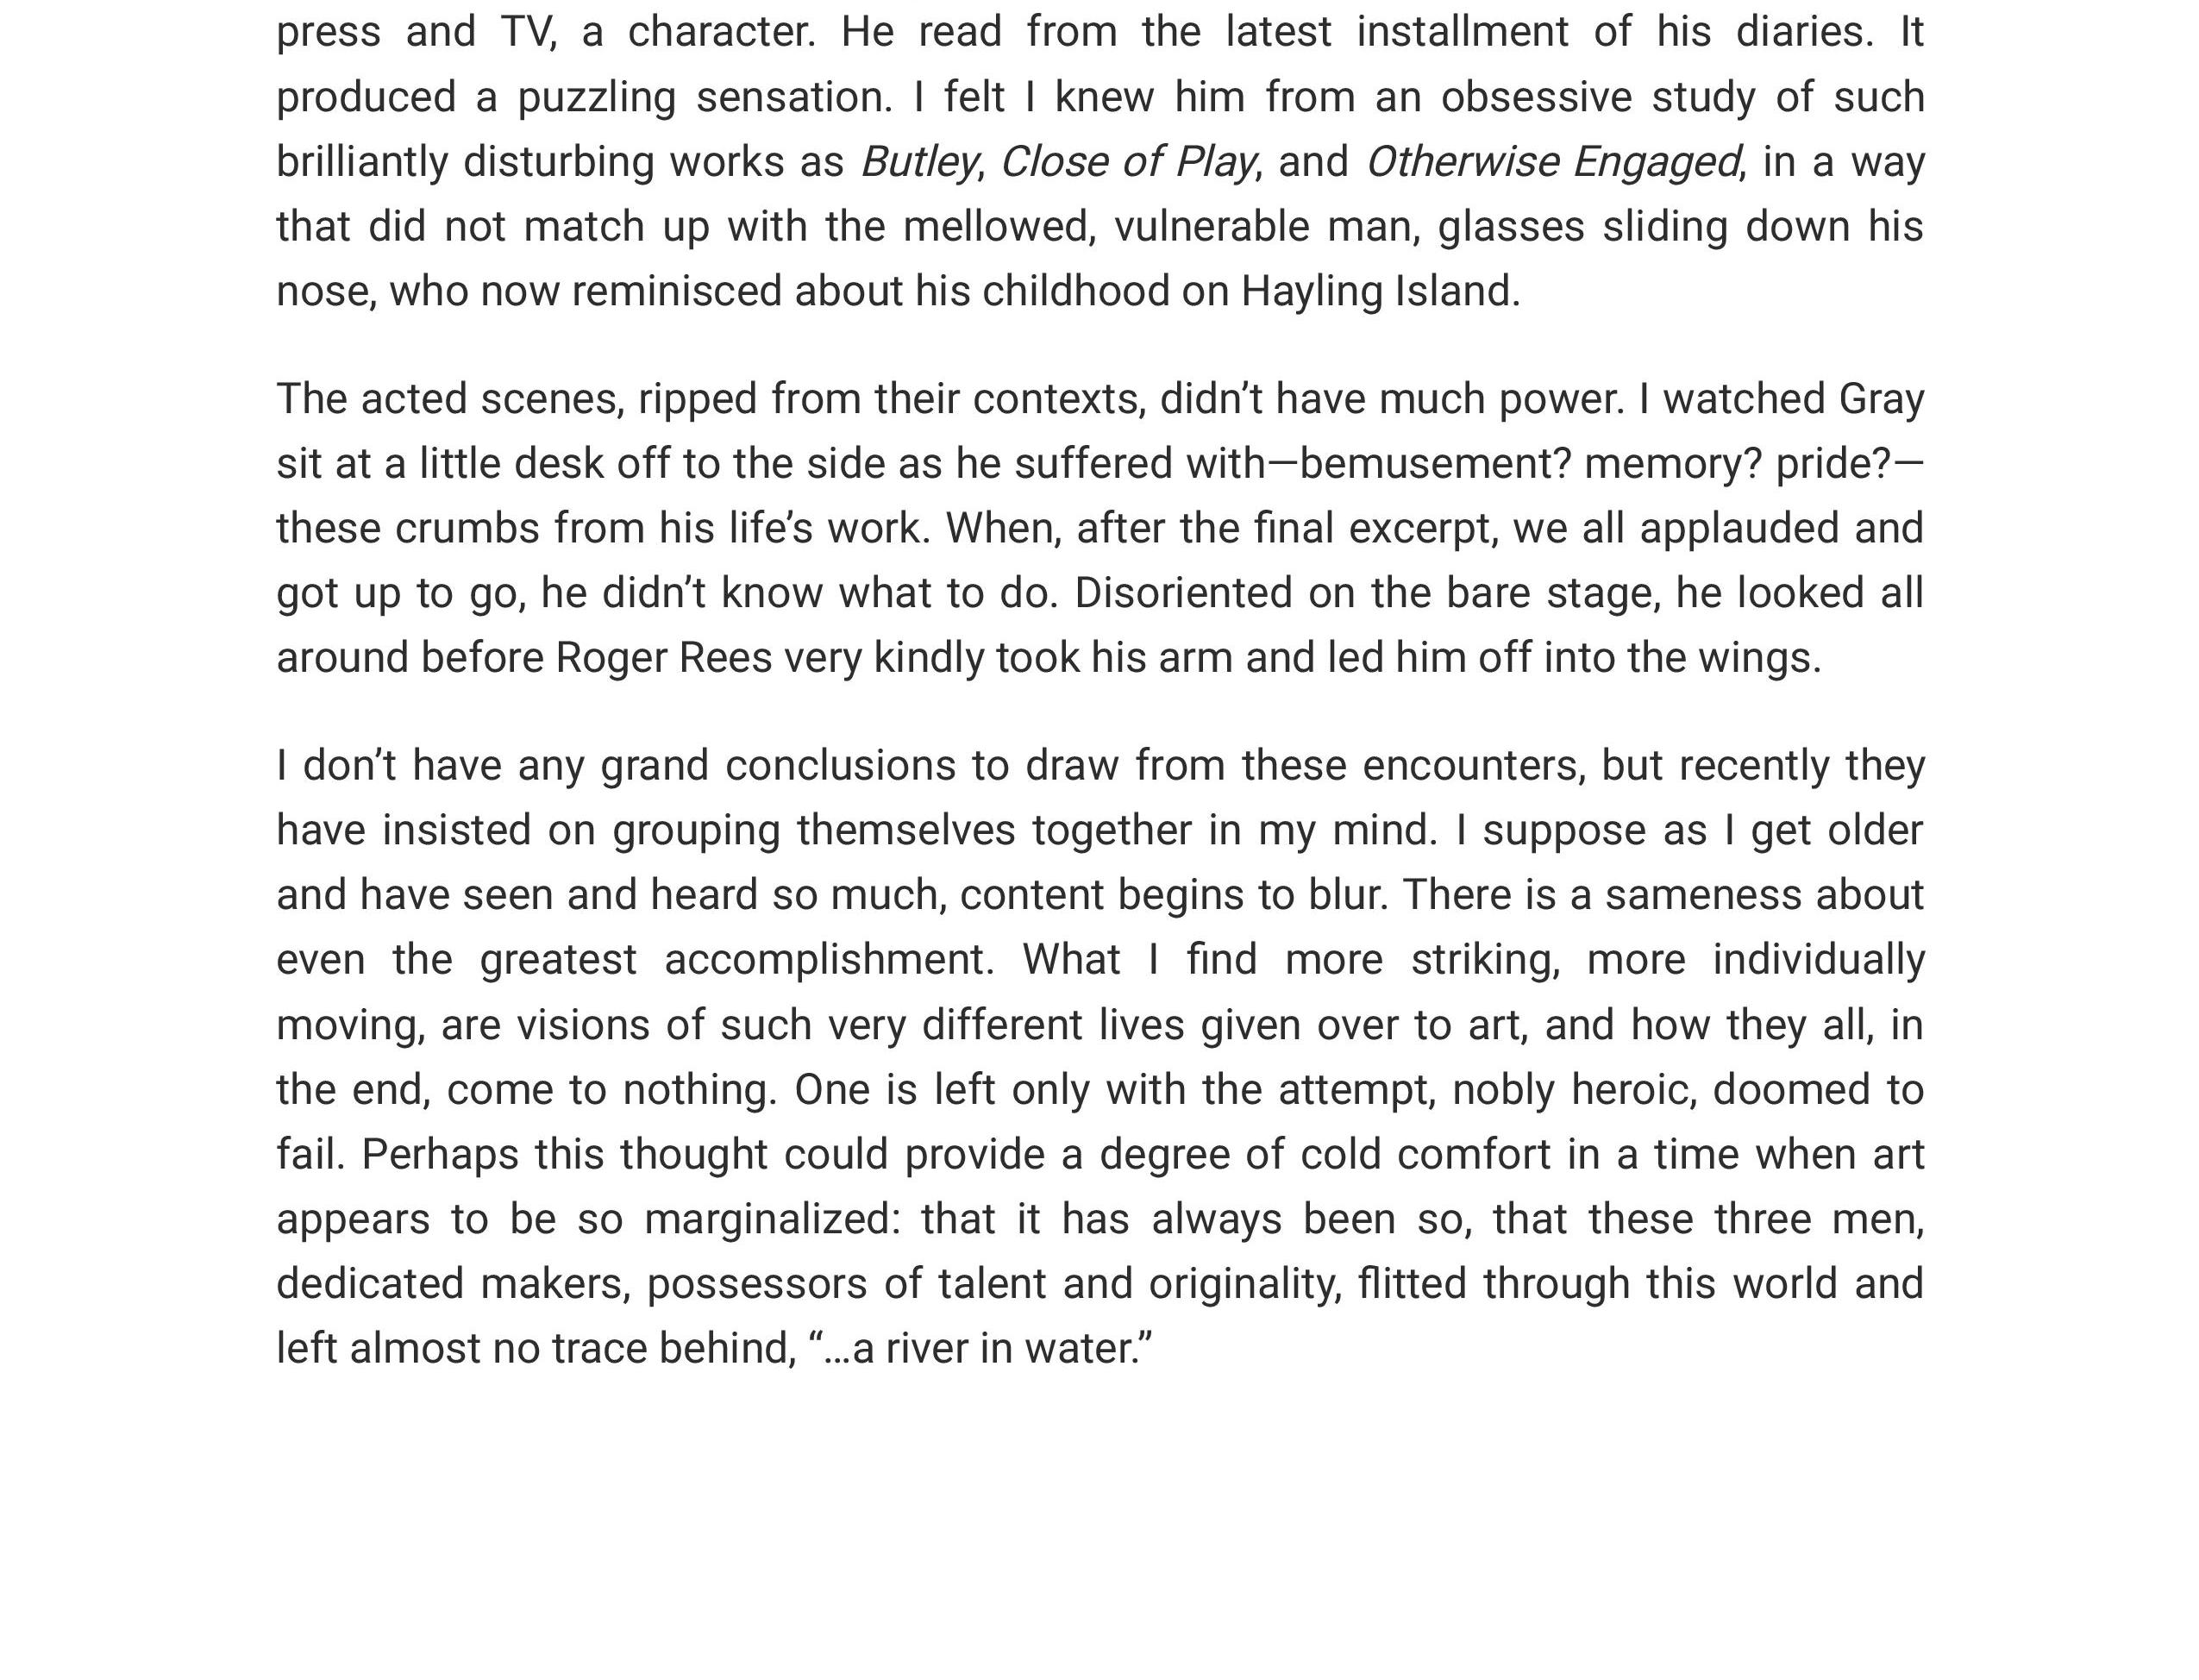 press and TV, a character. He read from the latest installment of his diaries. It
produced a puzzling sensation. I felt I knew him from an obsessive study of such
brilliantly disturbing works as Butley, Close of Play, and Otherwise Engaged, in a way
that did not match up with the mellowed, vulnerable man, glasses sliding down his
nose, who now reminisced about his childhood on Hayling Island.
The acted scenes, ripped from their contexts, didn’t have much power. I watched Gray
sit at a little desk off to the side as he suffered with—bemusement? memory? pride?—
these crumbs from his life’s work. When, after the final excerpt, we all applauded and
got up to go, he didn’t know what to do. Disoriented on the bare stage, he looked all
around before Roger Rees very kindly took his arm and led him off into the wings.
I don’t have any grand conclusions to draw from these encounters, but recently they
have insisted on grouping themselves together in my mind. I suppose as I get older
and have seen and heard so much, content begins to blur. There is a sameness about
even the greatest accomplishment. What I find more striking, more individually
moving, are visions of such very different lives given over to art, and how they all, in
the end, come to nothing. One is left only with the attempt, nobly heroic, doomed to
fail. Perhaps this thought could provide a degree of cold comfort in a time when art
appears to be so marginalized: that it has always been so, that these three men,
dedicated makers, possessors of talent and originality, flitted through this world and
left almost no trace behind, “…a river in water.”